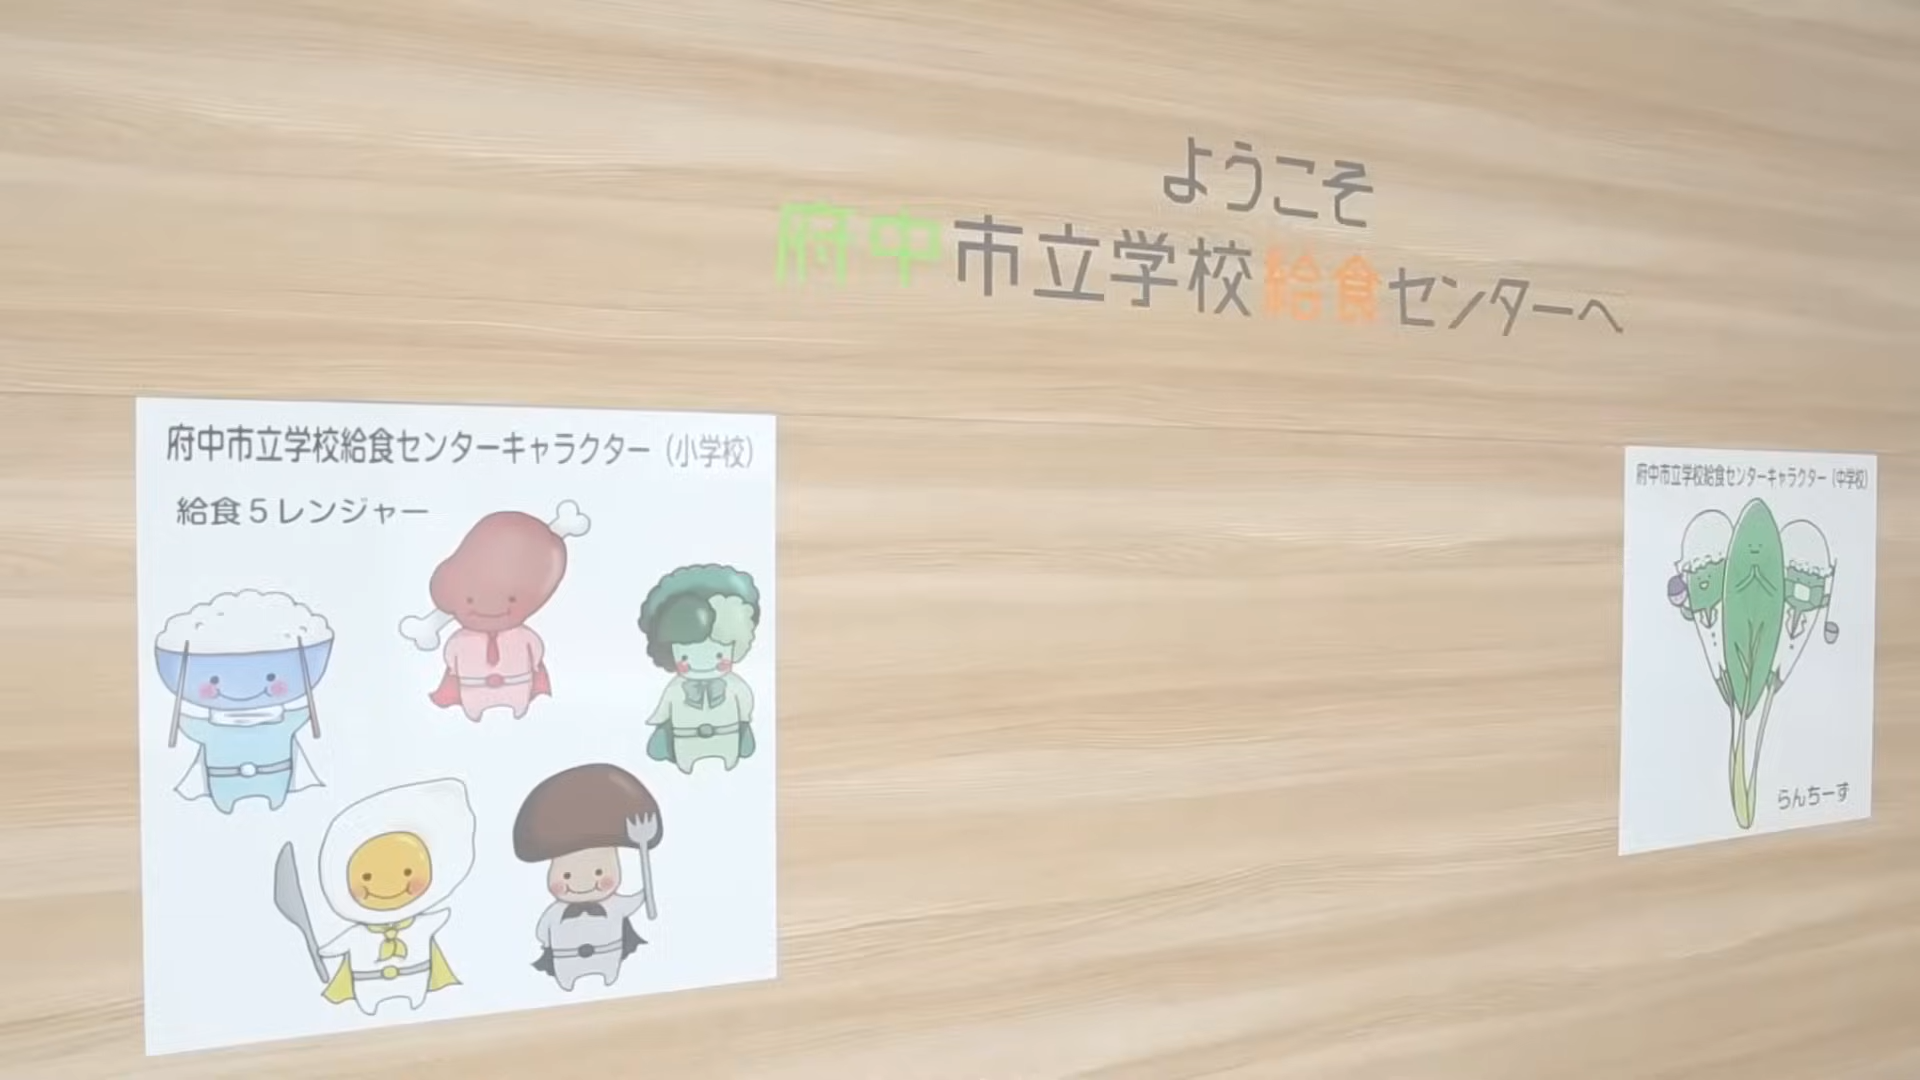 ようこそ
府中市立学校給食センターへ
府中市立学校給食センターキャラクター（小学校）
給食５レンジャー
府中市立学校給食センターキャラクター（中学校）
らんちーず